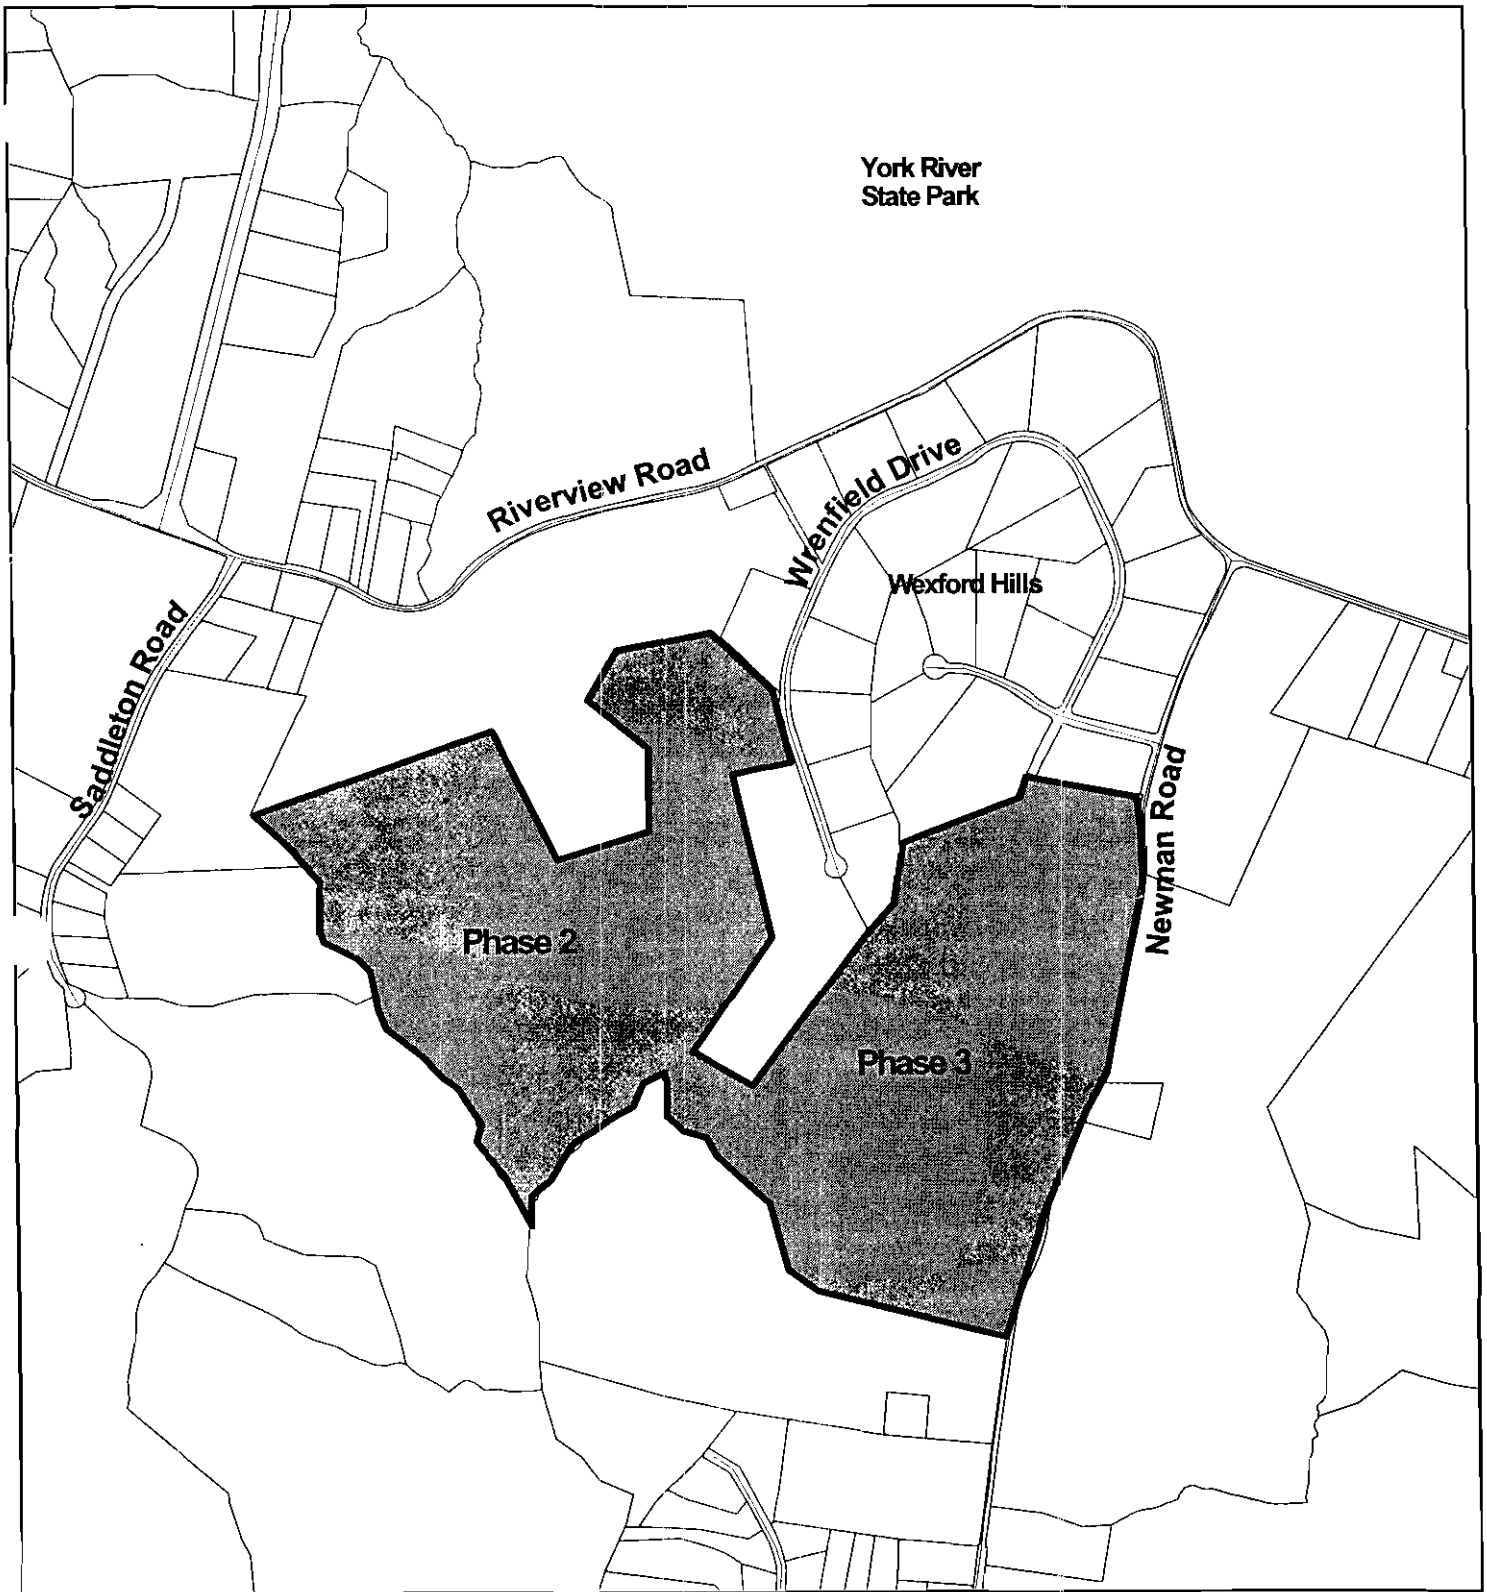 York River
State Park
Riverview Road
Wrenfield Drive
Wexford Hills
Saddleton Road
Newman Road
Phase 2
Phase 3